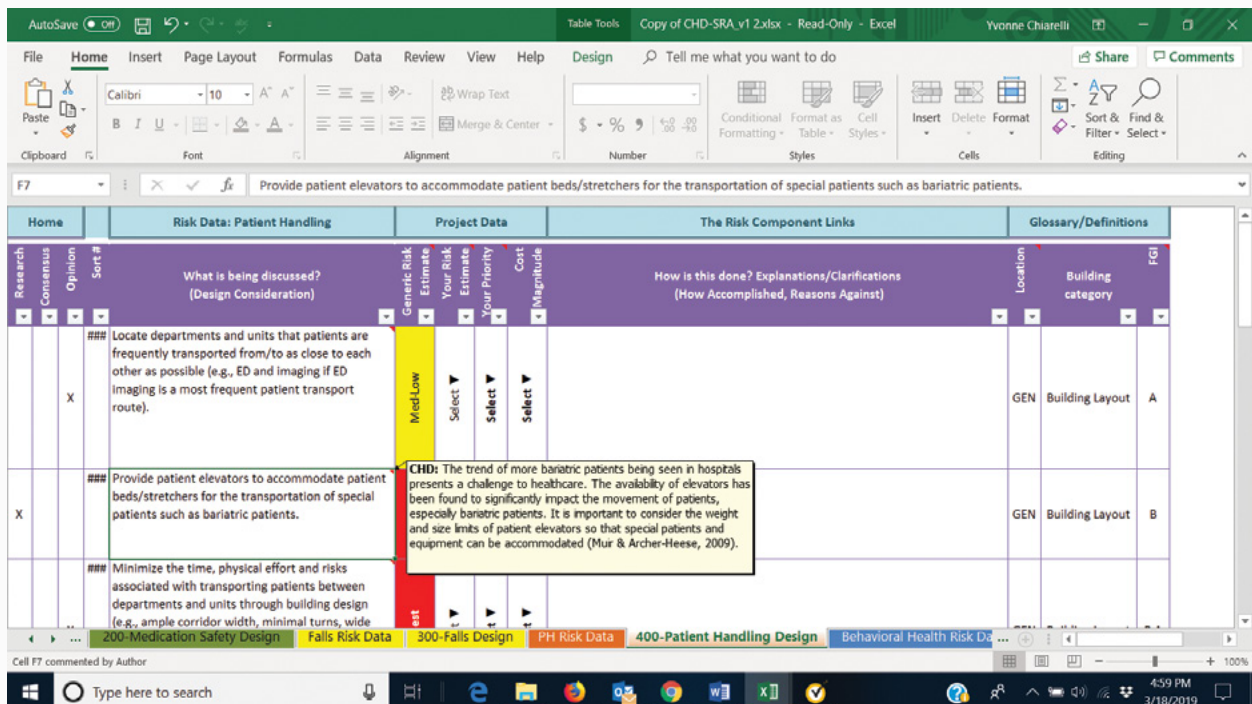 AutoSave Off Table Tools Copy of CHD-SRA_v1 2.xlsx - Read-Only - Excel Yvonne Chiarelli
File Home Insert Page Layout Formulas Data Review View Help Design Tell me what you want to do Share Comments
Calibri 10 Wrap Text
Paste B I U Merge & Center $ % Conditional Formatting Format as Table Cell Styles Insert Delete Format Sort & Filter Find & Select
Clipboard Font Alignment Number Styles Cells Editing
F7 fx Provide patient elevators to accommodate patient beds/stretchers for the transportation of special patients such as bariatric patients.
Home Risk Data: Patient Handling Project Data The Risk Component Links Glossary/Definitions
Research
Consensus
Opinion
Sort #
What is being discussed?
(Design Consideration)
Generic Risk
Estimate
Your Risk
Estimate
Your Priority
Cost
Magnitude
How is this done? Explanations/Clarifications
(How Accomplished, Reasons Against)
Location
Building
category
FGI
X
###
Locate departments and units that patients are
frequently transported from/to as close to each
other as possible (e.g., ED and imaging if ED
imaging is a most frequent patient transport
route).
Med-Low
Select ▼
Select ▼
Select ▼
GEN Building Layout A
X
###
Provide patient elevators to accommodate patient
beds/stretchers for the transportation of special
patients such as bariatric patients.
CHD: The trend of more bariatric patients being seen in hospitals
presents a challenge to healthcare. The availability of elevators has
been found to significantly impact the movement of patients,
especially bariatric patients. It is important to consider the weight
and size limits of patient elevators so that special patients and
equipment can be accommodated (Muir & Archer-Heese, 2009).
GEN Building Layout B
###
Minimize the time, physical effort and risks
associated with transporting patients between
departments and units through building design
(e.g., ample corridor width, minimal turns, wide
... 200-Medication Safety Design Falls Risk Data 300-Falls Design PH Risk Data 400-Patient Handling Design Behavioral Health Risk Da ...
Cell F7 commented by Author 100%
Type here to search 4:59 PM
3/18/2019